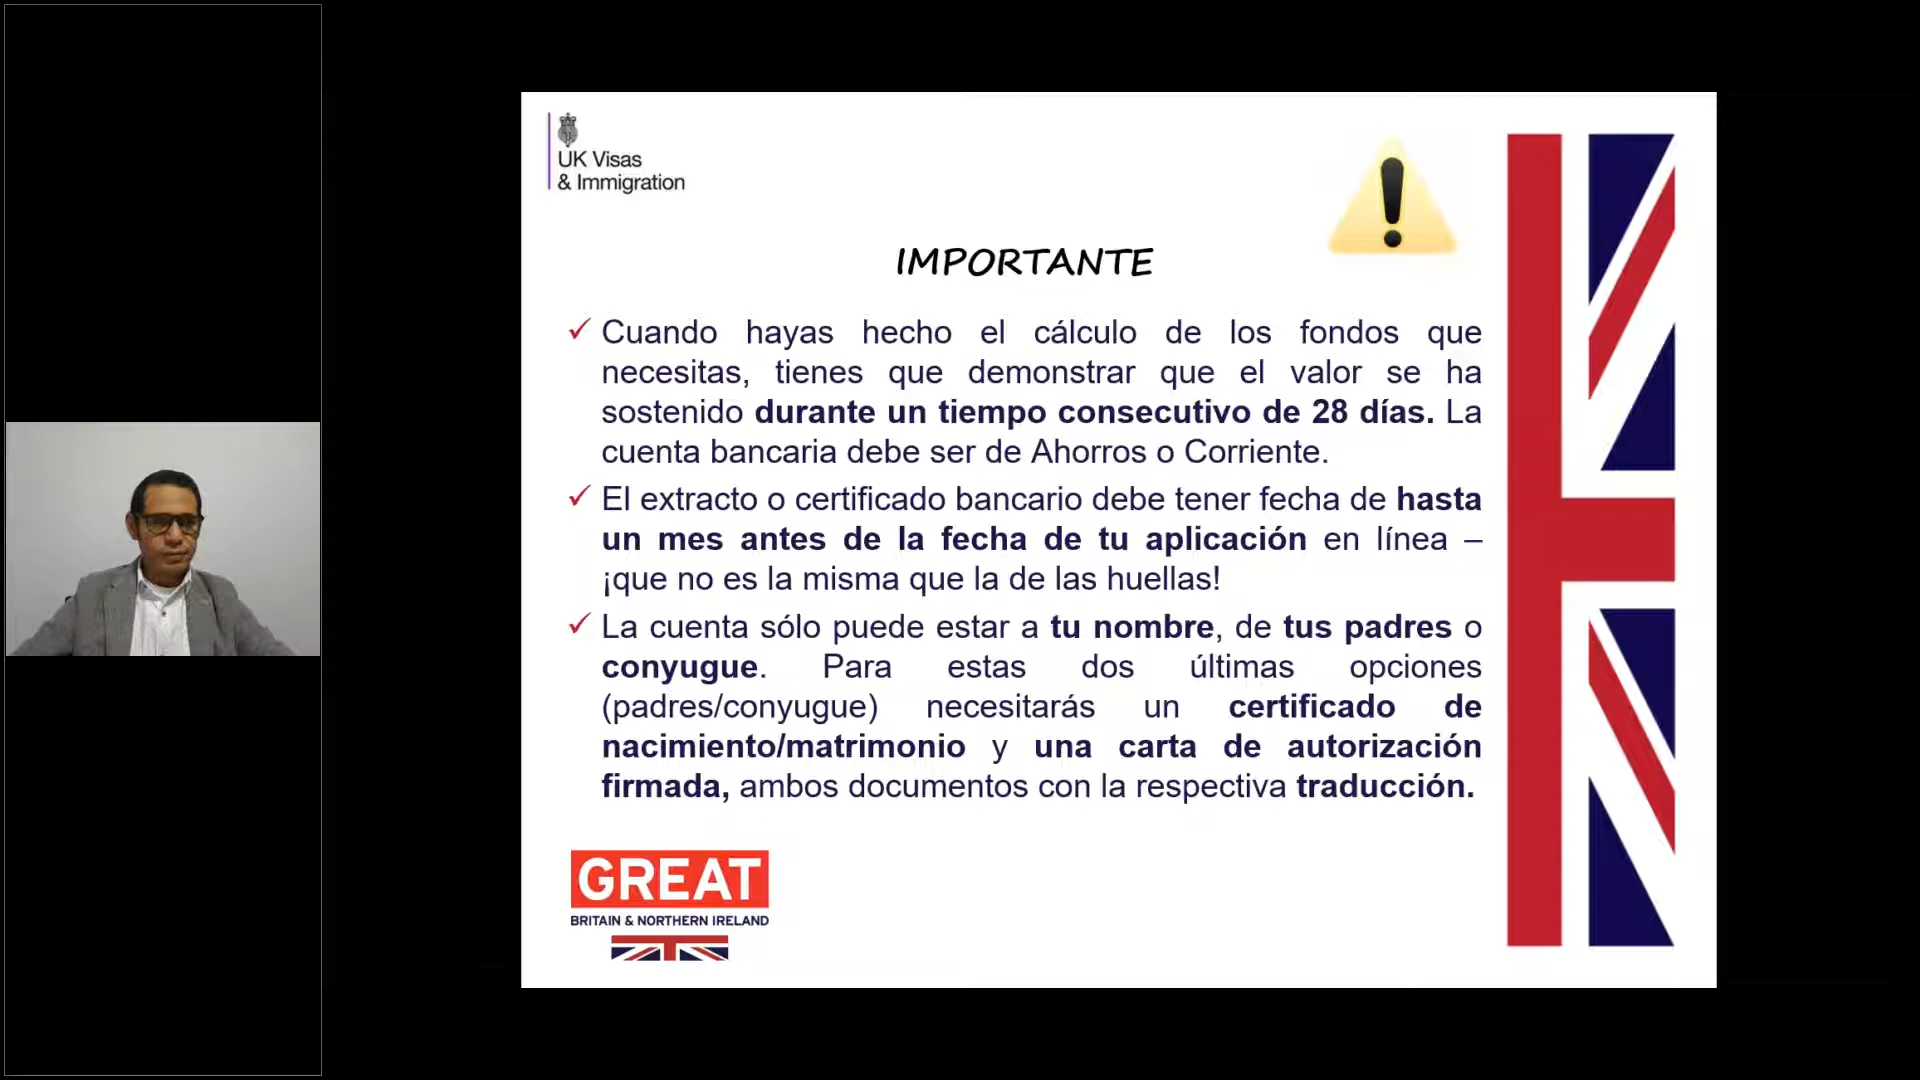 UK Visas
& Immigration
IMPORTANTE
✓ Cuando hayas hecho el cálculo de los fondos que
necesitas, tienes que demonstrar que el valor se ha
sostenido durante un tiempo consecutivo de 28 días. La
cuenta bancaria debe ser de Ahorros o Corriente.
✓ El extracto o certificado bancario debe tener fecha de hasta
un mes antes de la fecha de tu aplicación en línea –
¡que no es la misma que la de las huellas!
✓ La cuenta sólo puede estar a tu nombre, de tus padres o
conyugue. Para estas dos últimas opciones
(padres/conyugue) necesitarás un certificado de
nacimiento/matrimonio y una carta de autorización
firmada, ambos documentos con la respectiva traducción.
GREAT
BRITAIN & NORTHERN IRELAND